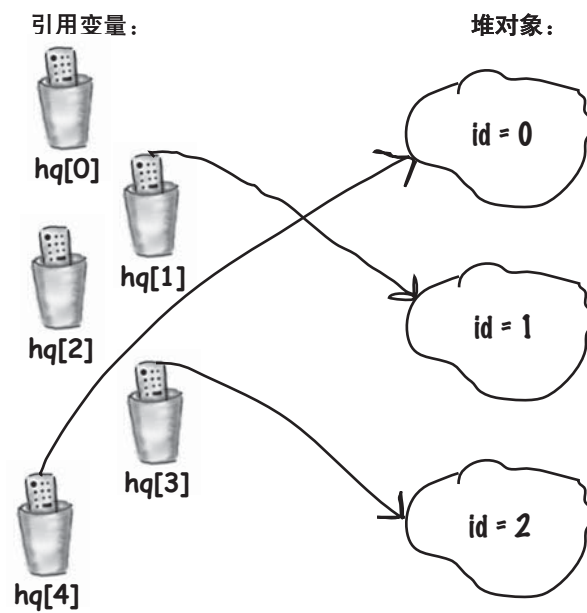 引用变量：
堆对象：
hq[0]
id = 0
hq[1]
hq[2]
id = 1
hq[3]
id = 2
hq[4]